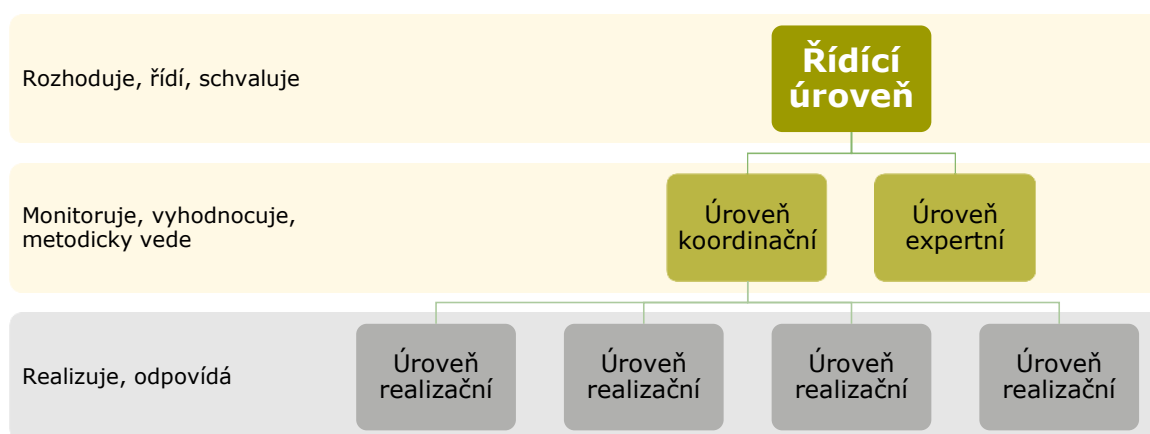 Rozhoduje, řídí, schvaluje
Řídící
úroveň
Monitoruje, vyhodnocuje,
metodicky vede
Úroveň
koordinační
Úroveň
expertní
Realizuje, odpovídá
Úroveň
realizační
Úroveň
realizační
Úroveň
realizační
Úroveň
realizační